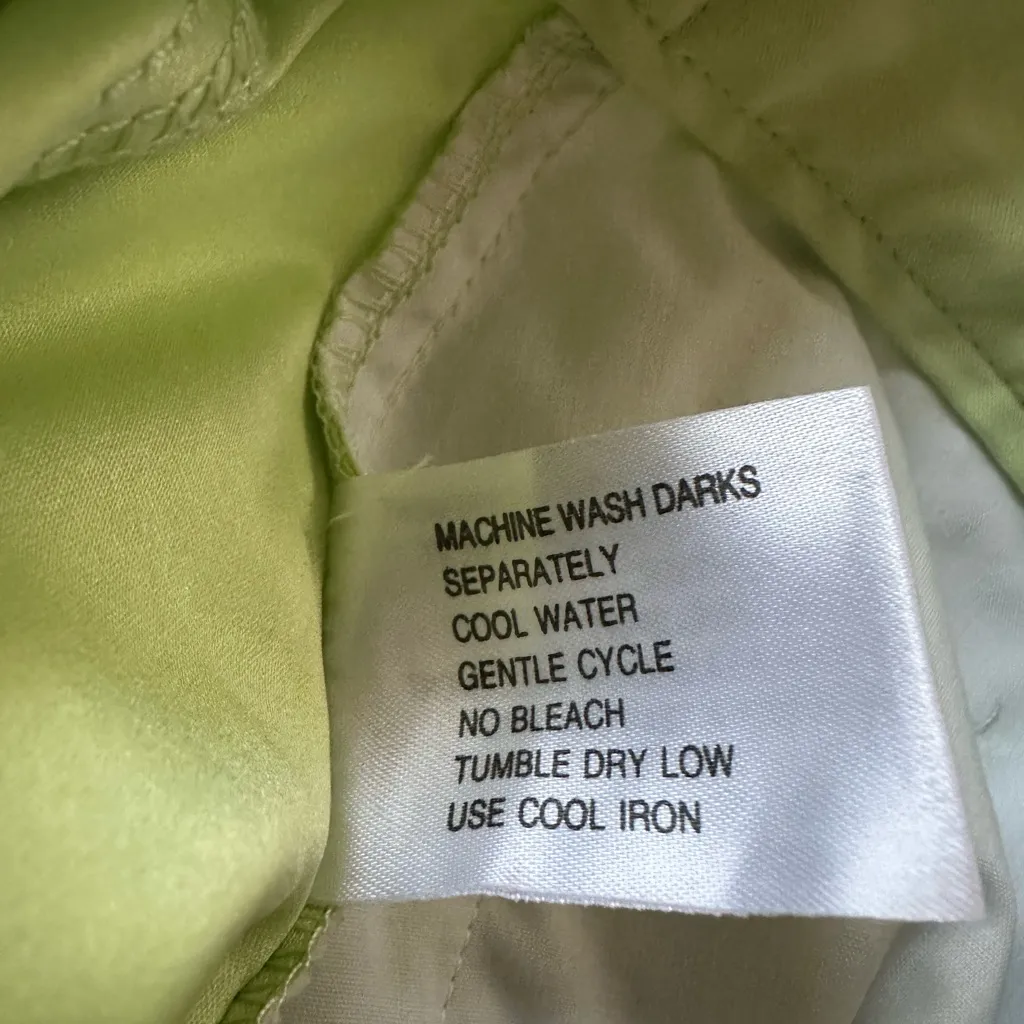 MACHINE WASH DARKS
SEPARATELY
COOL WATER
GENTLE CYCLE
NO BLEACH
TUMBLE DRY LOW
USE COOL IRON